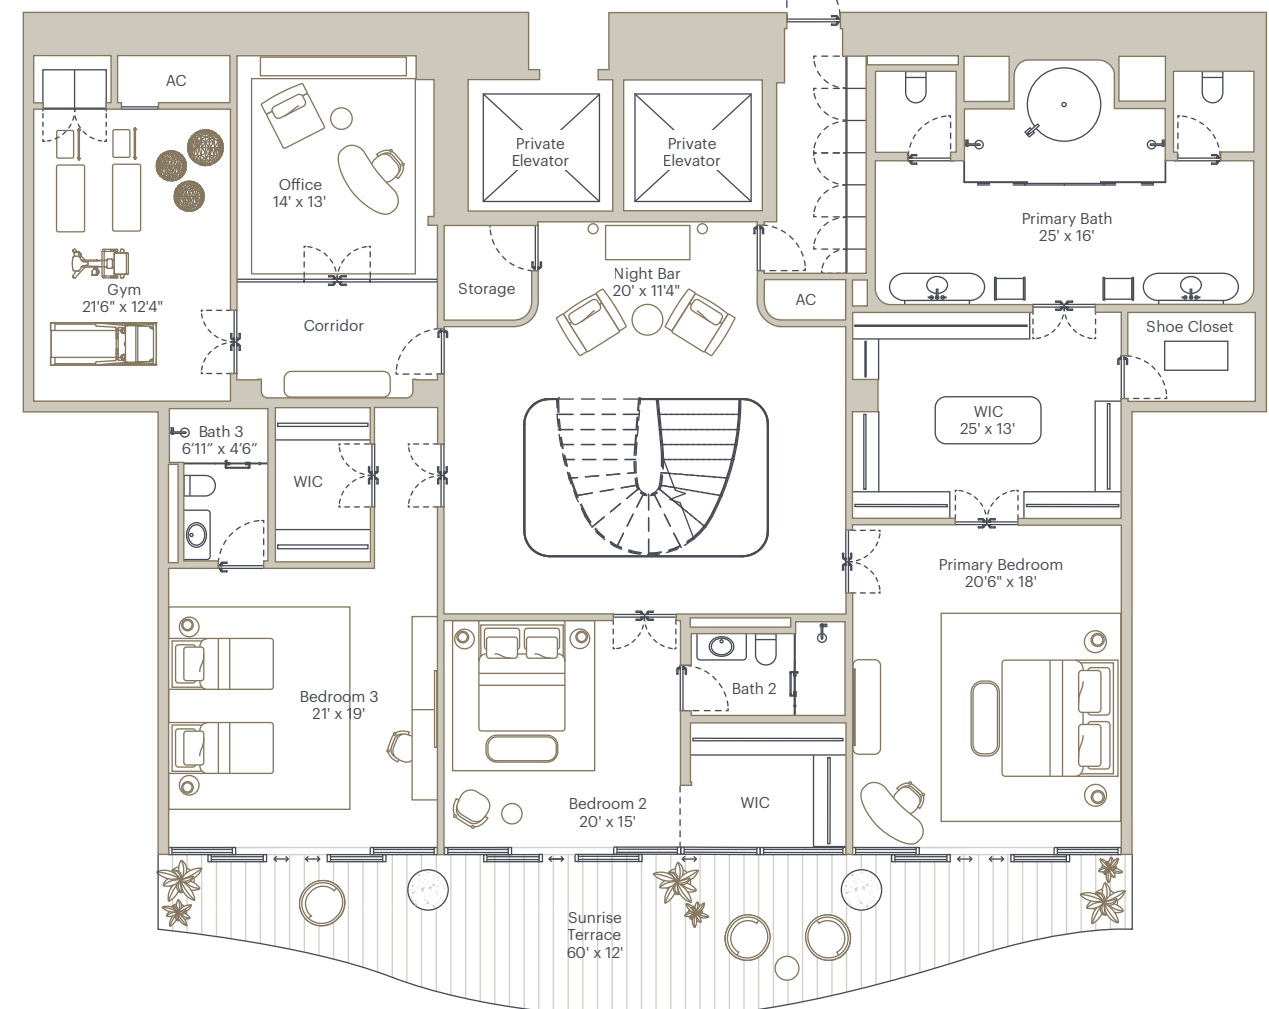 AC
Private
Elevator
Private
Elevator
Office
14' x 13'
Primary Bath
25' x 16'
Night Bar
20' x 11'4"
Storage
Gym
21'6" x 12'4"
AC
Corridor
Shoe Closet
WIC
25' x 13'
Bath 3
6'11” x 4'6”
WIC
Primary Bedroom
20'6" x 18'
Bedroom 3
21' x 19'
Bath 2
Bedroom 2
20' x 15'
WIC
Sunrise
Terrace
60' x 12'